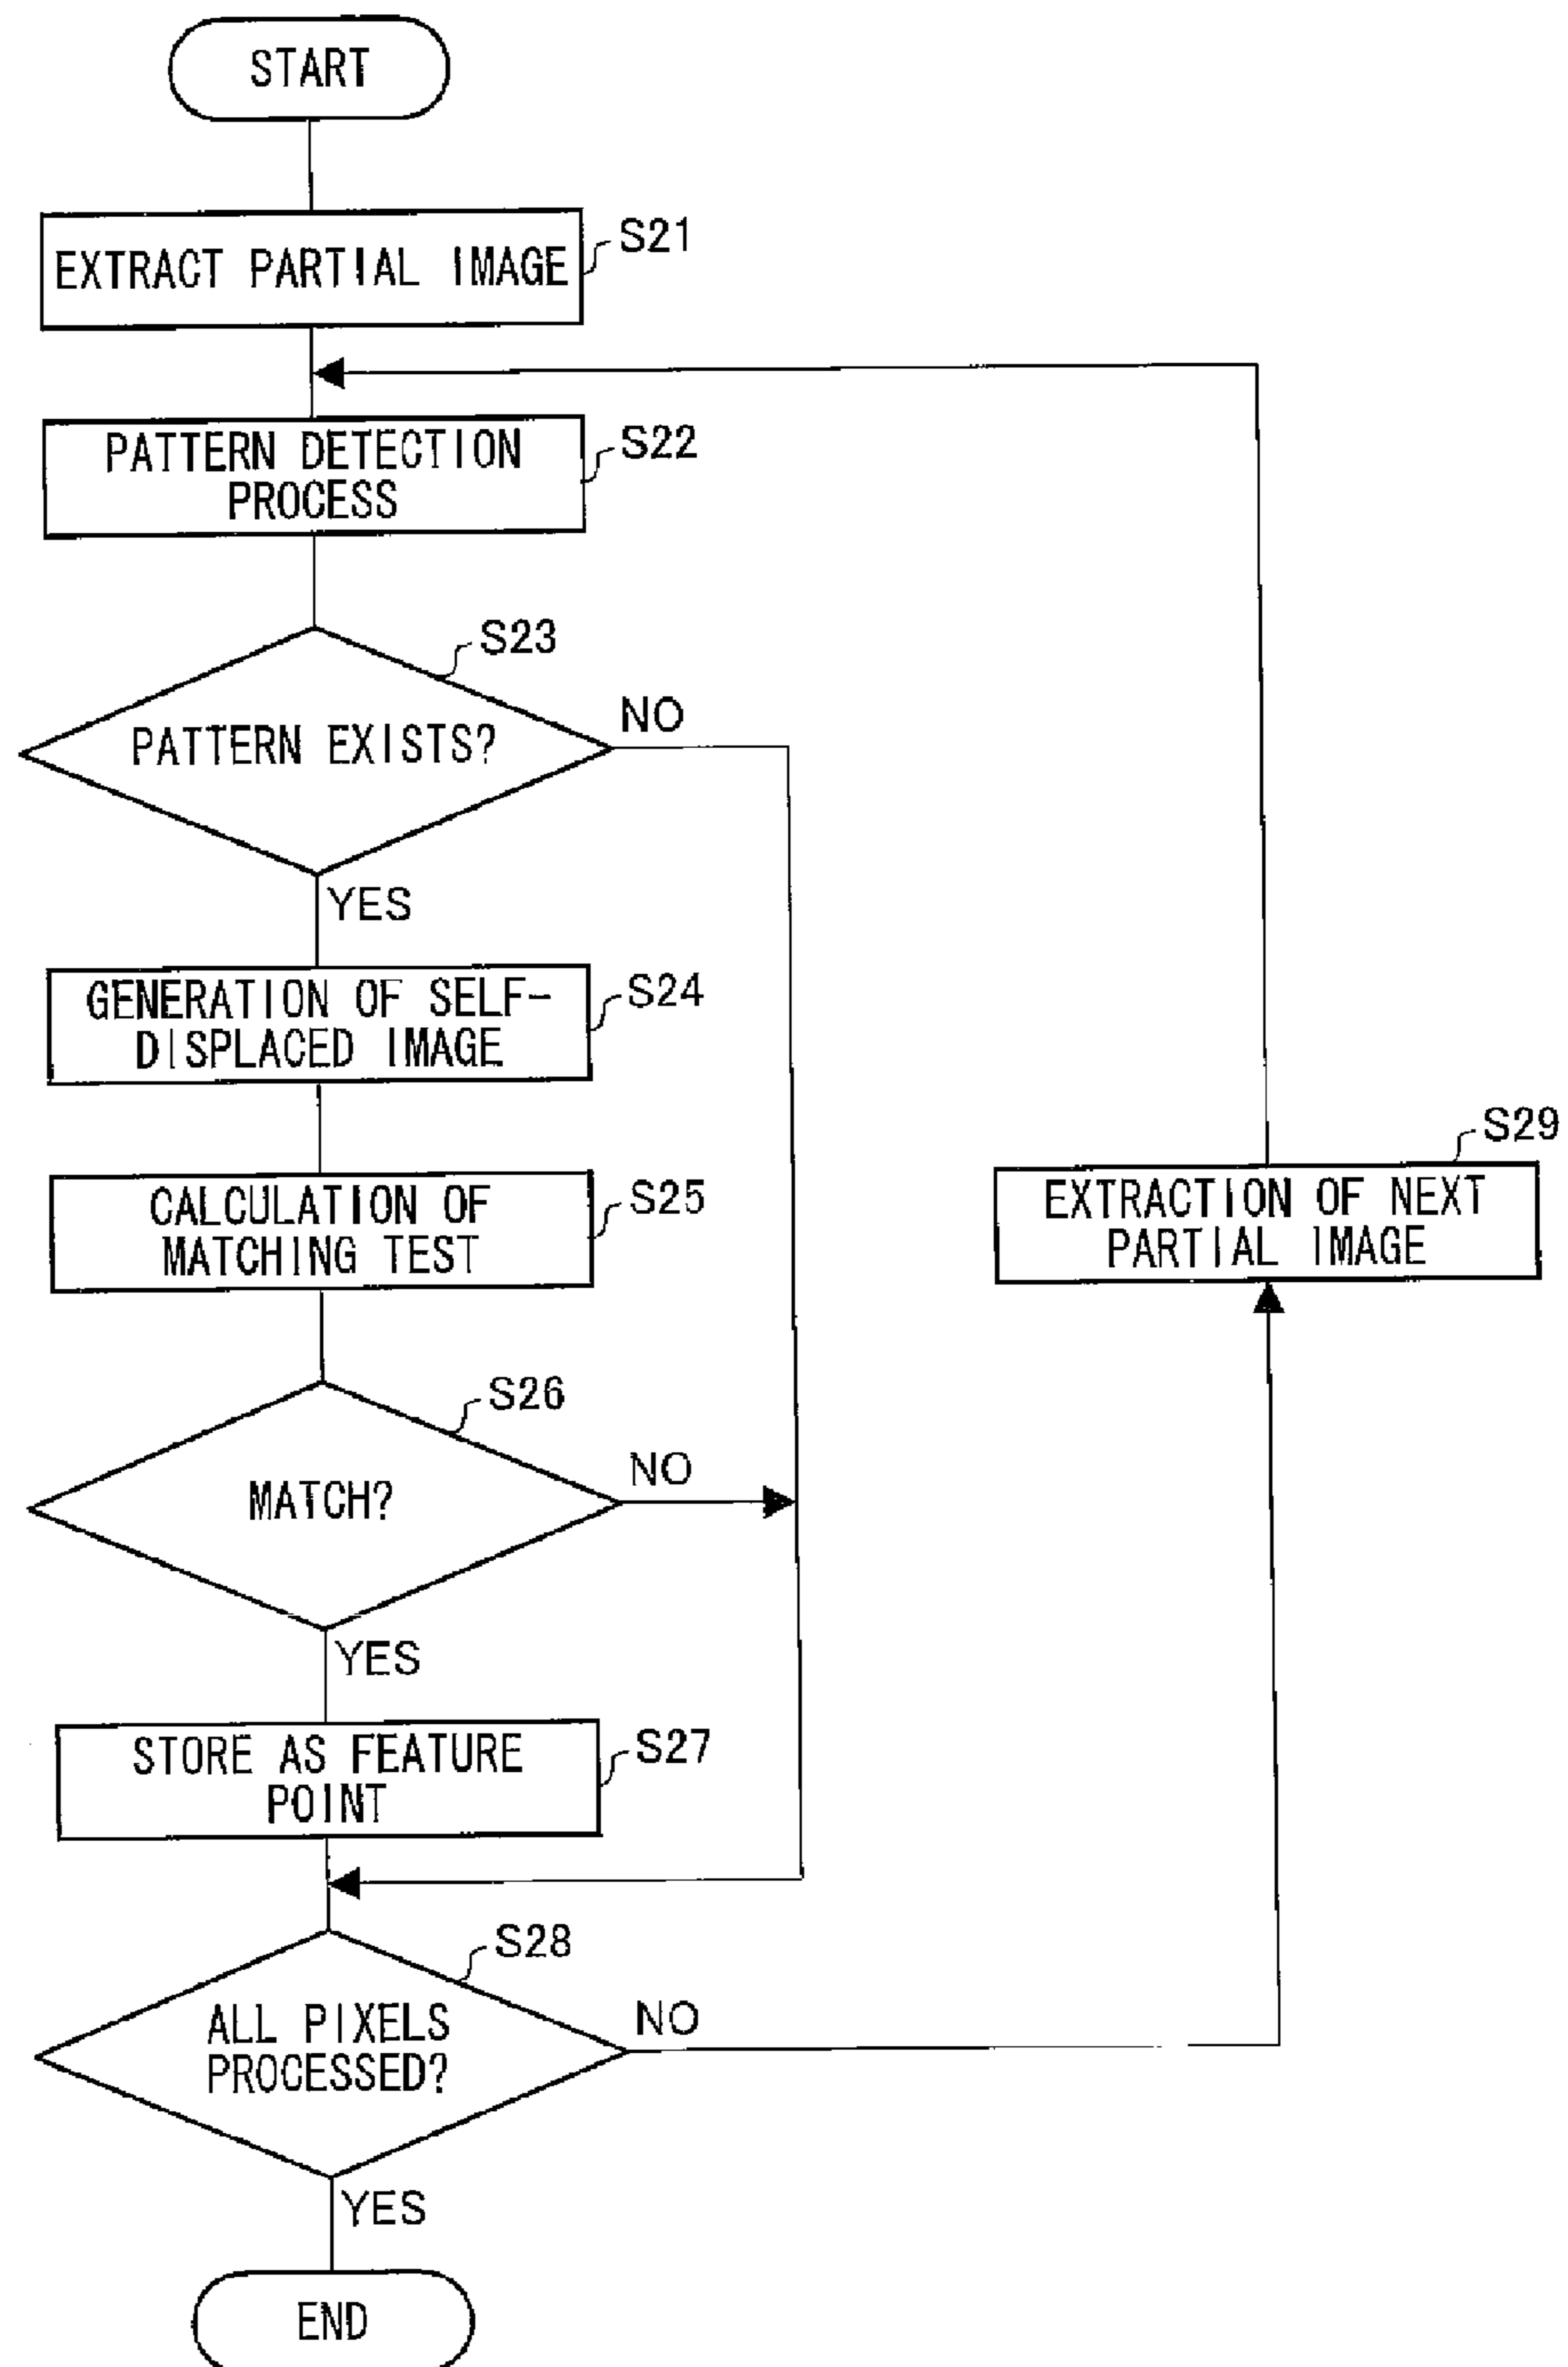 START
EXTRACT PARTIAL IMAGE
S21
PATTERN DETECTION
PROCESS
S22
S23
PATTERN EXISTS?
NO
YES
GENERATION OF SELF-
DISPLACED IMAGE
S24
CALCULATION OF
MATCHING TEST
S25
S29
EXTRACTION OF NEXT
PARTIAL IMAGE
S26
MATCH?
NO
YES
STORE AS FEATURE
POINT
S27
S28
ALL PIXELS
PROCESSED?
NO
YES
END